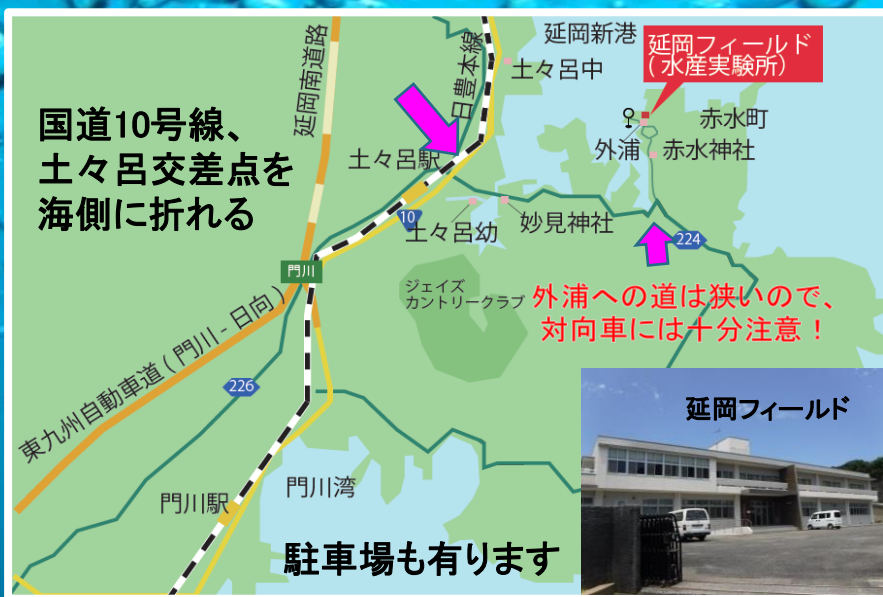 延岡新港
延岡フィールド
(水産実験所)
延岡南道路
日豊本線
土々呂中
国道10号線、
土々呂交差点を
海側に折れる
赤水町
外浦
赤水神社
土々呂駅
10
土々呂幼
妙見神社
224
門川
ジェイズ
カントリークラブ
外浦への道は狭いので、
対向車には十分注意！
東九州自動車道(門川-日向)
226
延岡フィールド
門川駅
門川湾
駐車場も有ります